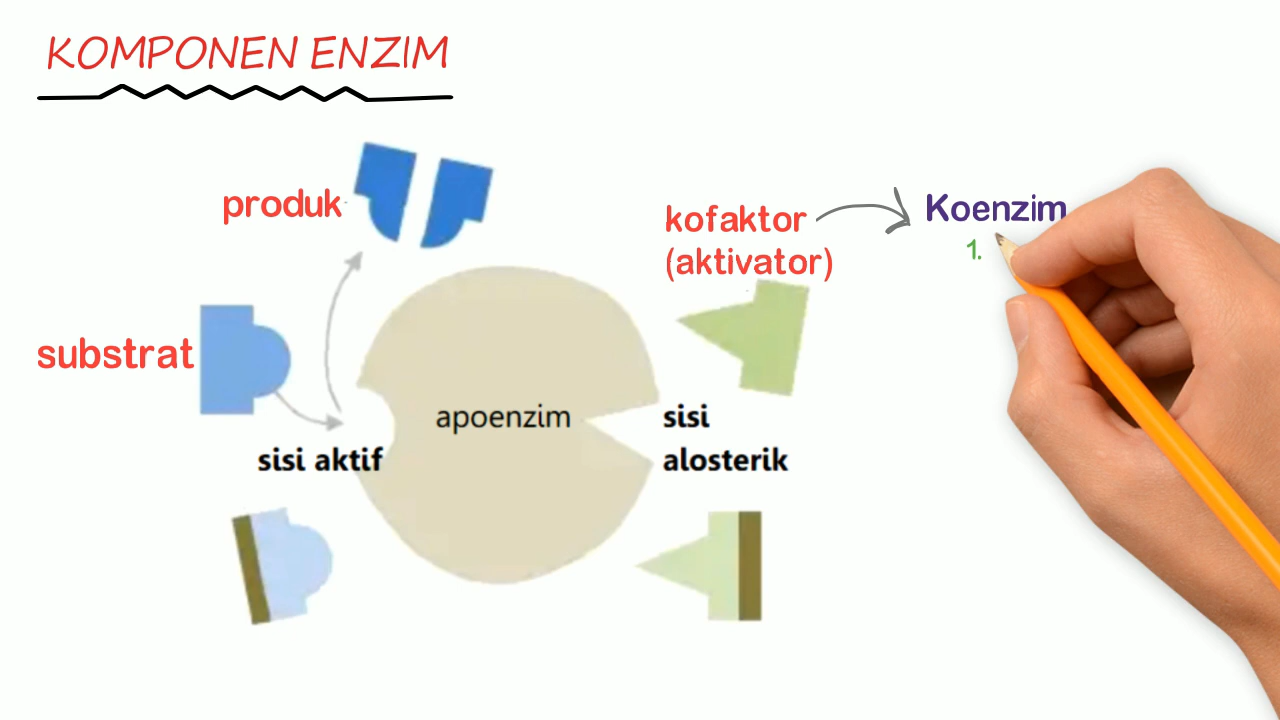 KOMPONEN ENZIM
produk
kofaktor
(aktivator)
Koenzim
1.
substrat
apoenzim
sisi aktif
sisi
alosterik